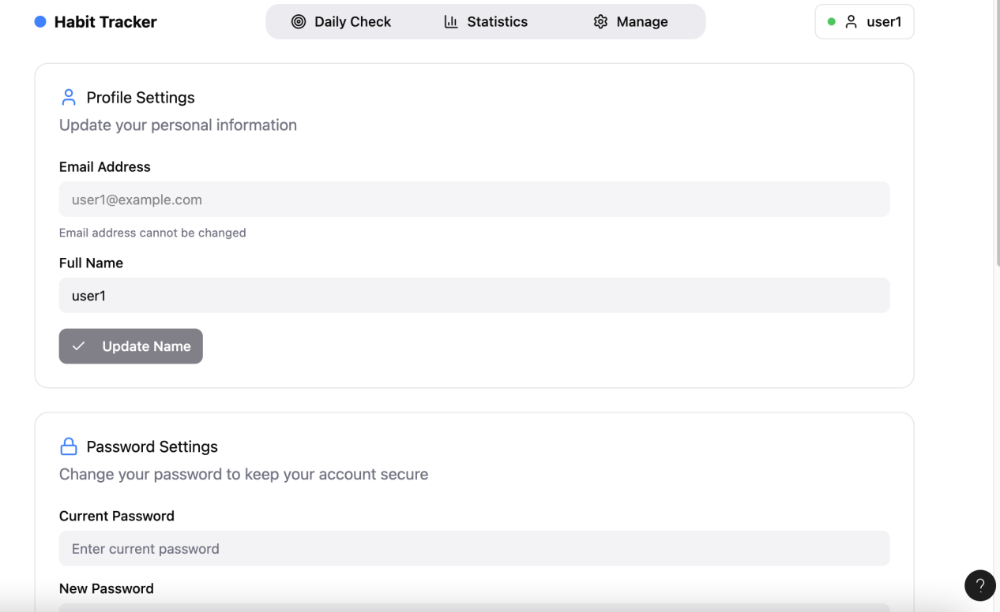 Habit Tracker
Daily Check
Statistics
Manage
user1
Profile Settings
Update your personal information
Email Address
user1@example.com
Email address cannot be changed
Full Name
user1
Update Name
Password Settings
Change your password to keep your account secure
Current Password
Enter current password
New Password
?